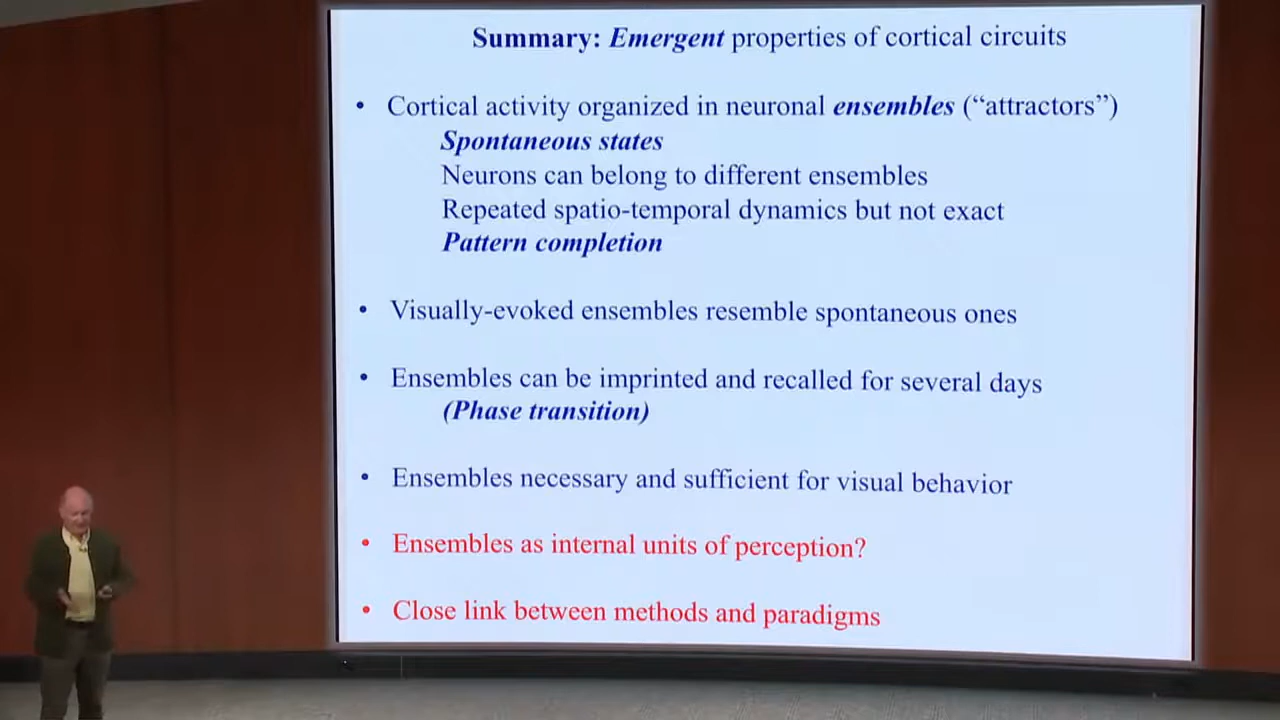 Summary: Emergent properties of cortical circuits
• Cortical activity organized in neuronal ensembles (“attractors”)
Spontaneous states
Neurons can belong to different ensembles
Repeated spatio-temporal dynamics but not exact
Pattern completion
• Visually-evoked ensembles resemble spontaneous ones
• Ensembles can be imprinted and recalled for several days
(Phase transition)
• Ensembles necessary and sufficient for visual behavior
• Ensembles as internal units of perception?
• Close link between methods and paradigms